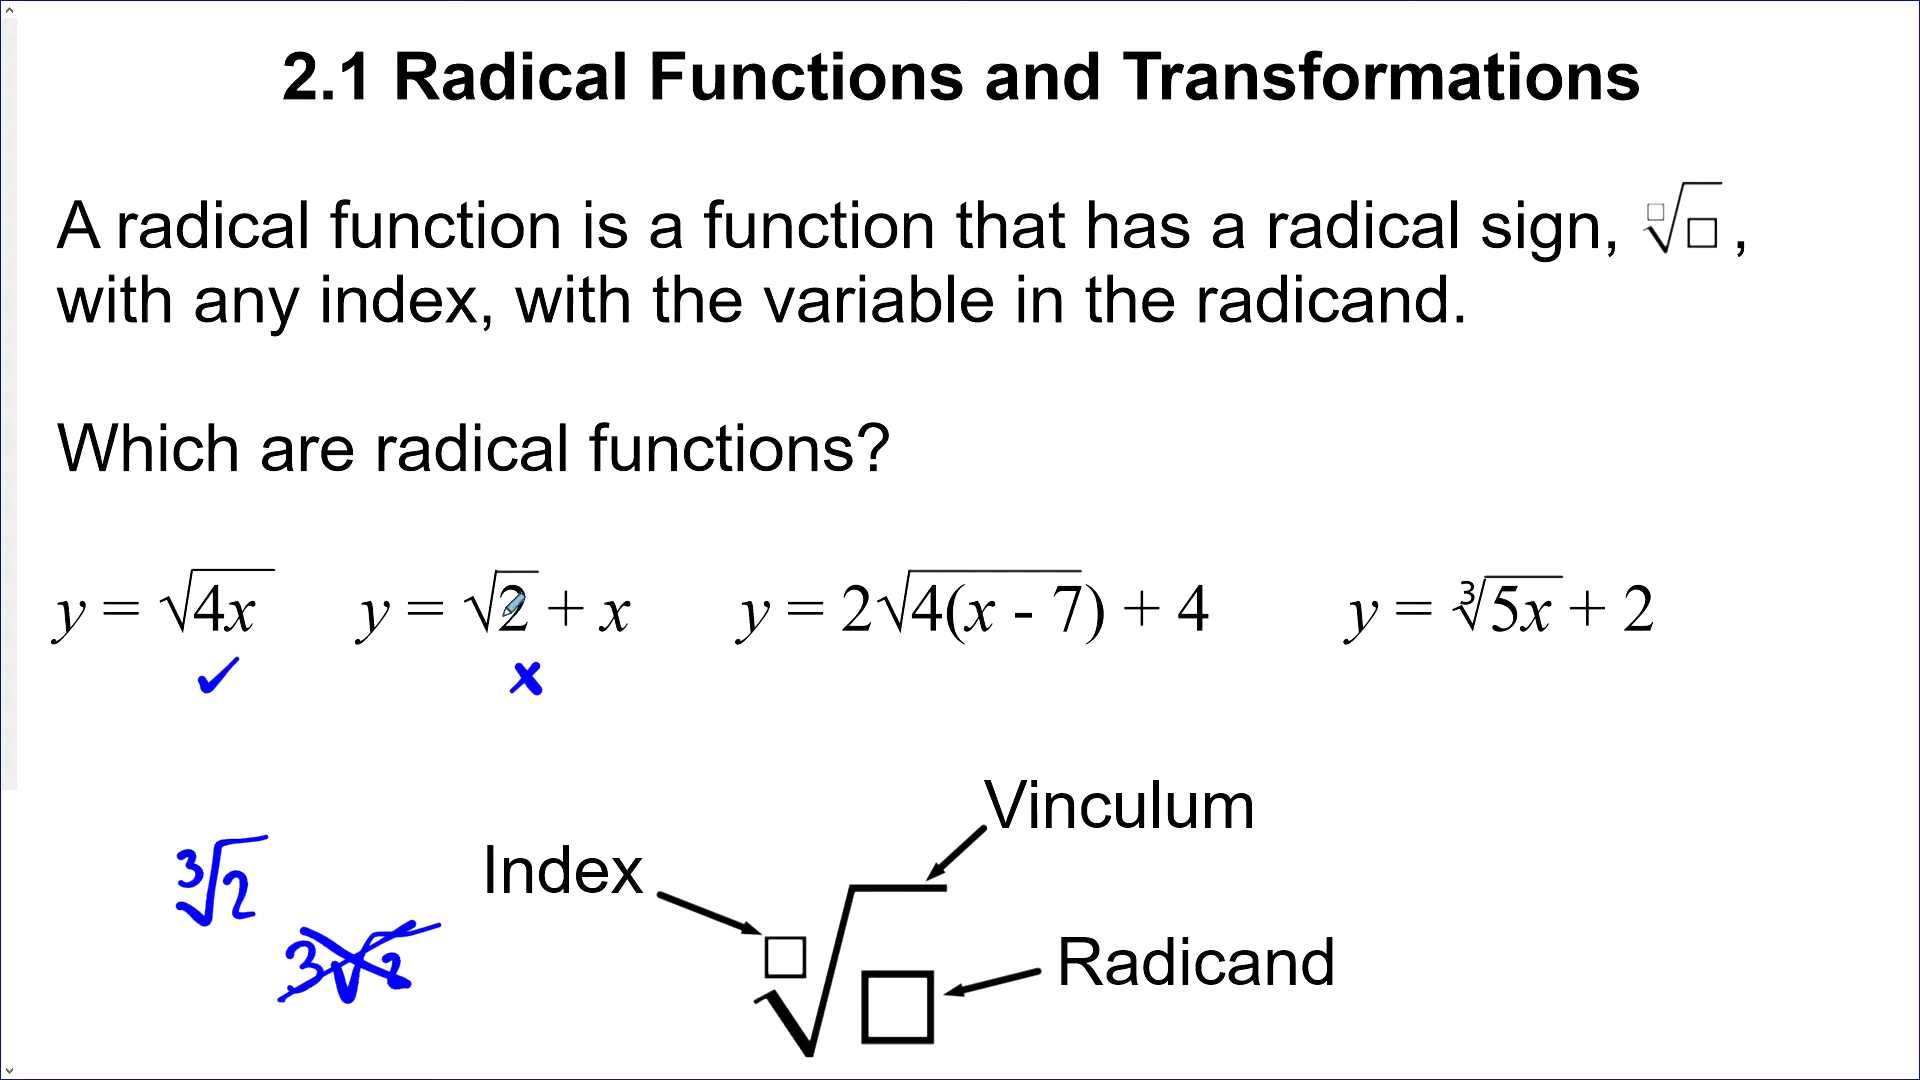 2.1 Radical Functions and Transformations
A radical function is a function that has a radical sign, √□,
with any index, with the variable in the radicand.
Which are radical functions?
y = √4x y = √2 + x y = 2√4(x - 7) + 4 y = ∛5x + 2
✓ x
Vinculum
∛2 Index
3√2 Radicand